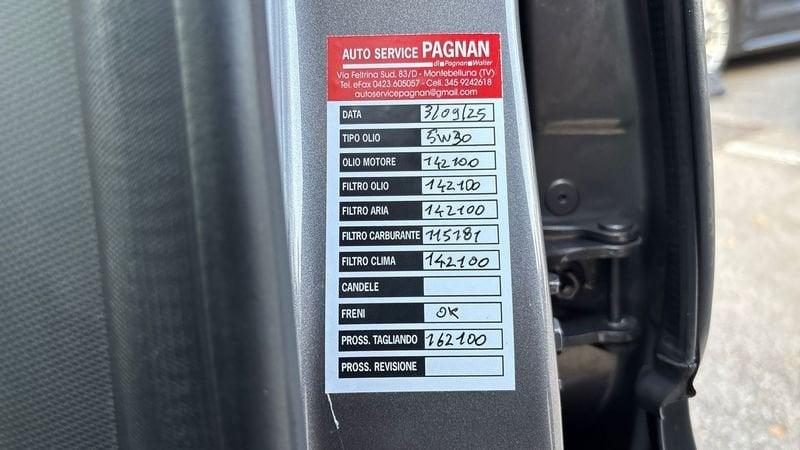 AUTO SERVICE PAGNAN
di Pagnan Walter
Via Feltrina Sud, 83/D - Montebelluna (TV)
Tel. eFax 0423 605057 - Cell. 345 9242618
autoservicepagnan@gmail.com
DATA 3/09/25
TIPO OLIO 5W30
OLIO MOTORE 142100
FILTRO OLIO 142100
FILTRO ARIA 142100
FILTRO CARBURANTE 115181
FILTRO CLIMA 142100
CANDELE
FRENI OK
PROSS. TAGLIANDO 162100
PROSS. REVISIONE